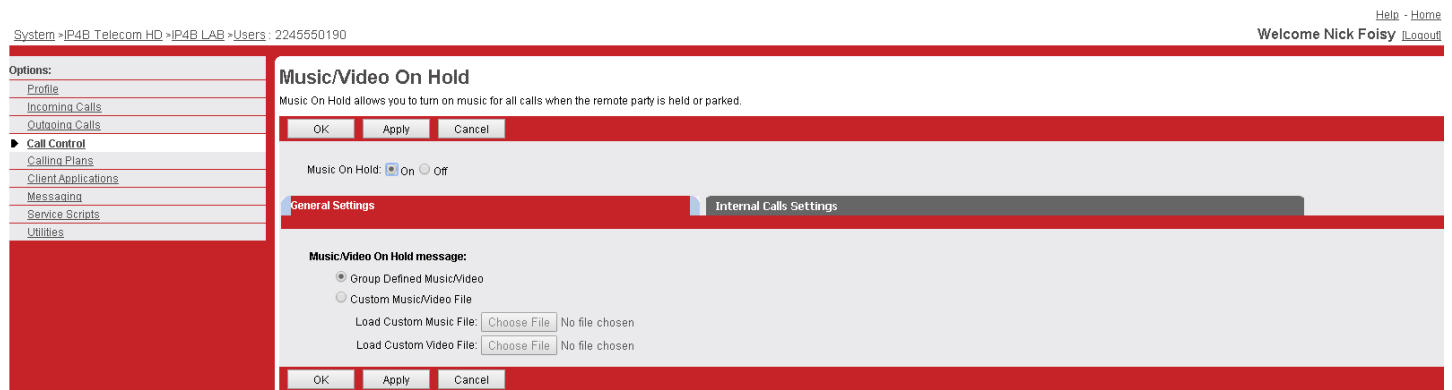 Help - Home
System >IP4B Telecom HD >IP4B LAB >Users : 2245550190
Welcome Nick Foisy [Logout]
Options:
Profile
Incoming Calls
Outgoing Calls
Call Control
Calling Plans
Client Applications
Messaging
Service Scripts
Utilities
Music/Video On Hold
Music On Hold allows you to turn on music for all calls when the remote party is held or parked.
OK Apply Cancel
Music On Hold: On Off
General Settings Internal Calls Settings
Music/Video On Hold message:
Group Defined Music/Video
Custom Music/Video File
Load Custom Music File: Choose File No file chosen
Load Custom Video File: Choose File No file chosen
OK Apply Cancel